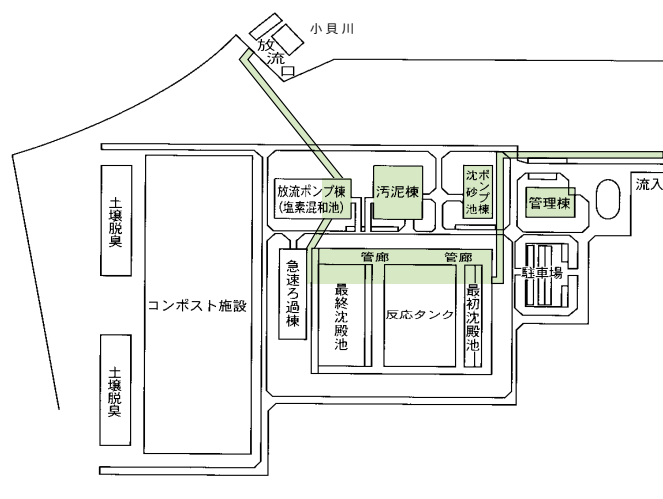 小貝川
放流
流入
放流ポンプ棟
(塩素混和池)
汚泥棟
沈砂池
ポンプ棟
管理棟
土壌脱臭
コンポスト施設
急速ろ過棟
管廊
管廊
最終沈殿池
反応タンク
最初沈殿池
駐車場
土壌脱臭